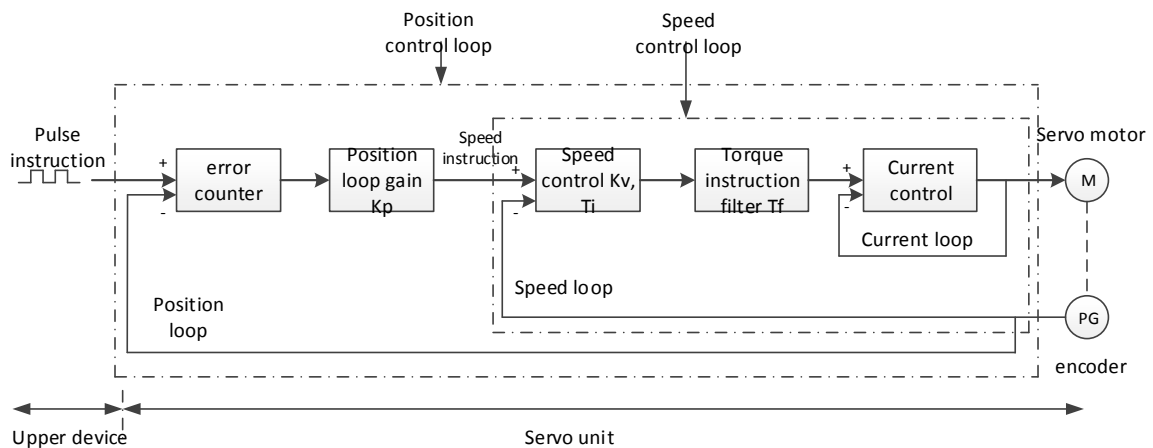 Position
control loop
Speed
control loop
Pulse
instruction
+
-
error
counter
Position
loop gain
Kp
Speed
instruction
+
-
Speed
control Kv,
Ti
Torque
instruction
filter Tf
+
-
Current
control
Current loop
Servo motor
M
Speed loop
Position
loop
PG
encoder
Upper device
Servo unit